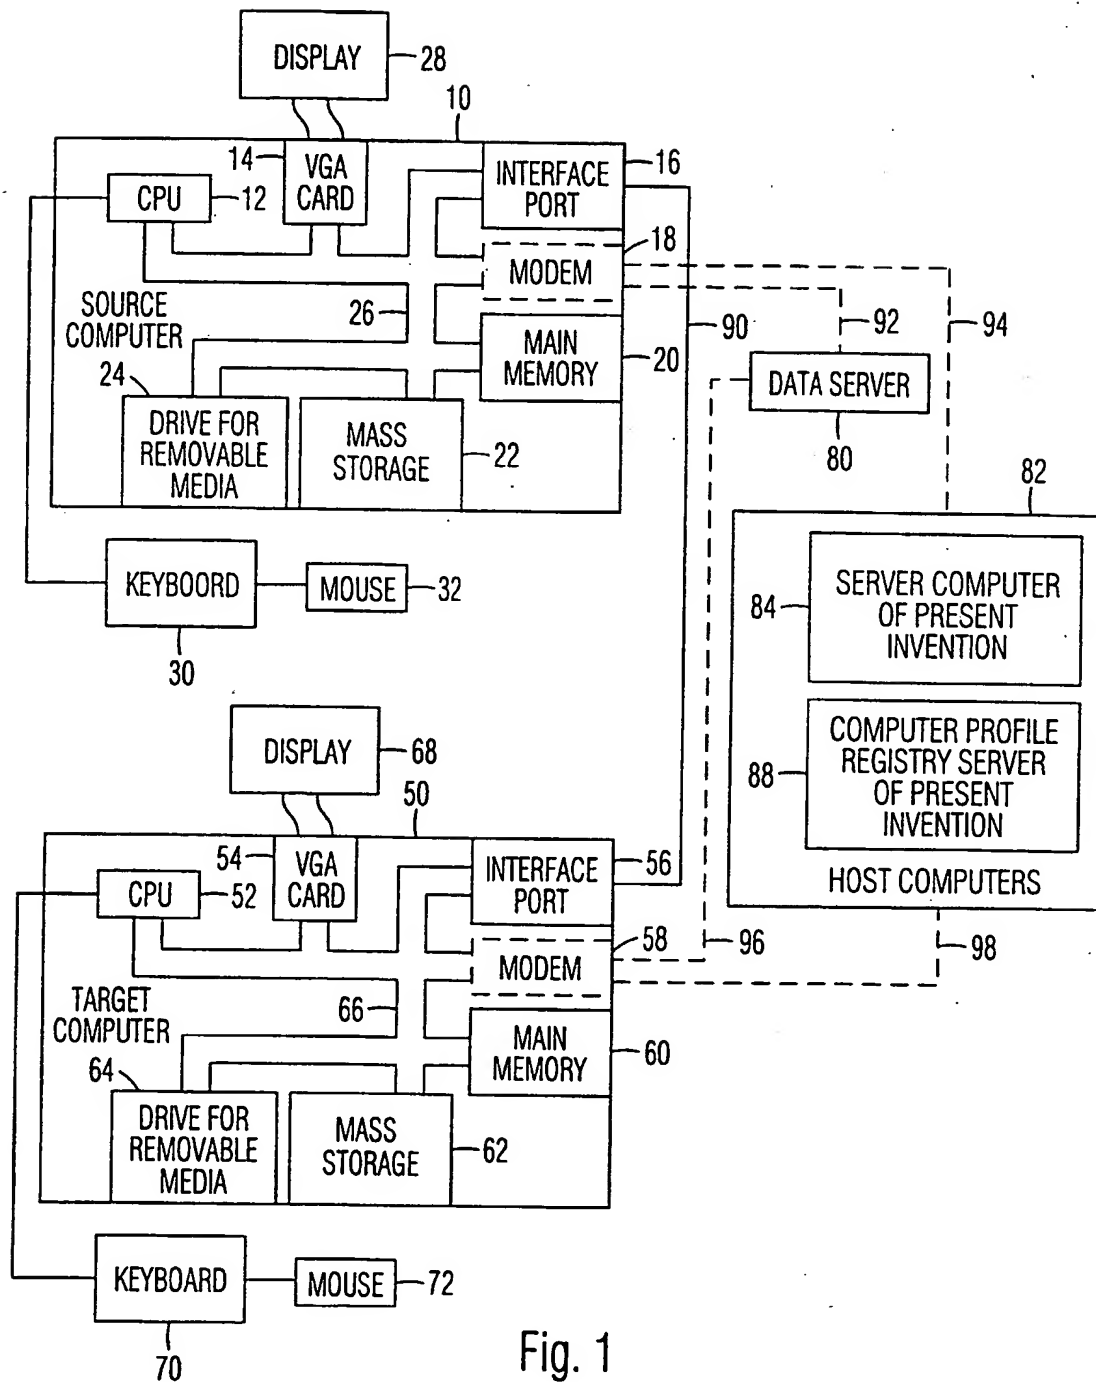 DISPLAY
28
10
14
VGA
CARD
INTERFACE
PORT
16
CPU
12
18
MODEM
SOURCE
COMPUTER
26
90
92
94
MAIN
MEMORY
20
DATA SERVER
80
24
DRIVE FOR
REMOVABLE
MEDIA
MASS
STORAGE
22
82
KEYBOORD
30
MOUSE
32
84
SERVER COMPUTER
OF PRESENT
INVENTION
88
COMPUTER PROFILE
REGISTRY SERVER
OF PRESENT
INVENTION
HOST COMPUTERS
DISPLAY
68
50
54
VGA
CARD
INTERFACE
PORT
56
CPU
52
58
MODEM
96
98
TARGET
COMPUTER
66
MAIN
MEMORY
60
64
DRIVE FOR
REMOVABLE
MEDIA
MASS
STORAGE
62
KEYBOARD
70
MOUSE
72
Fig. 1